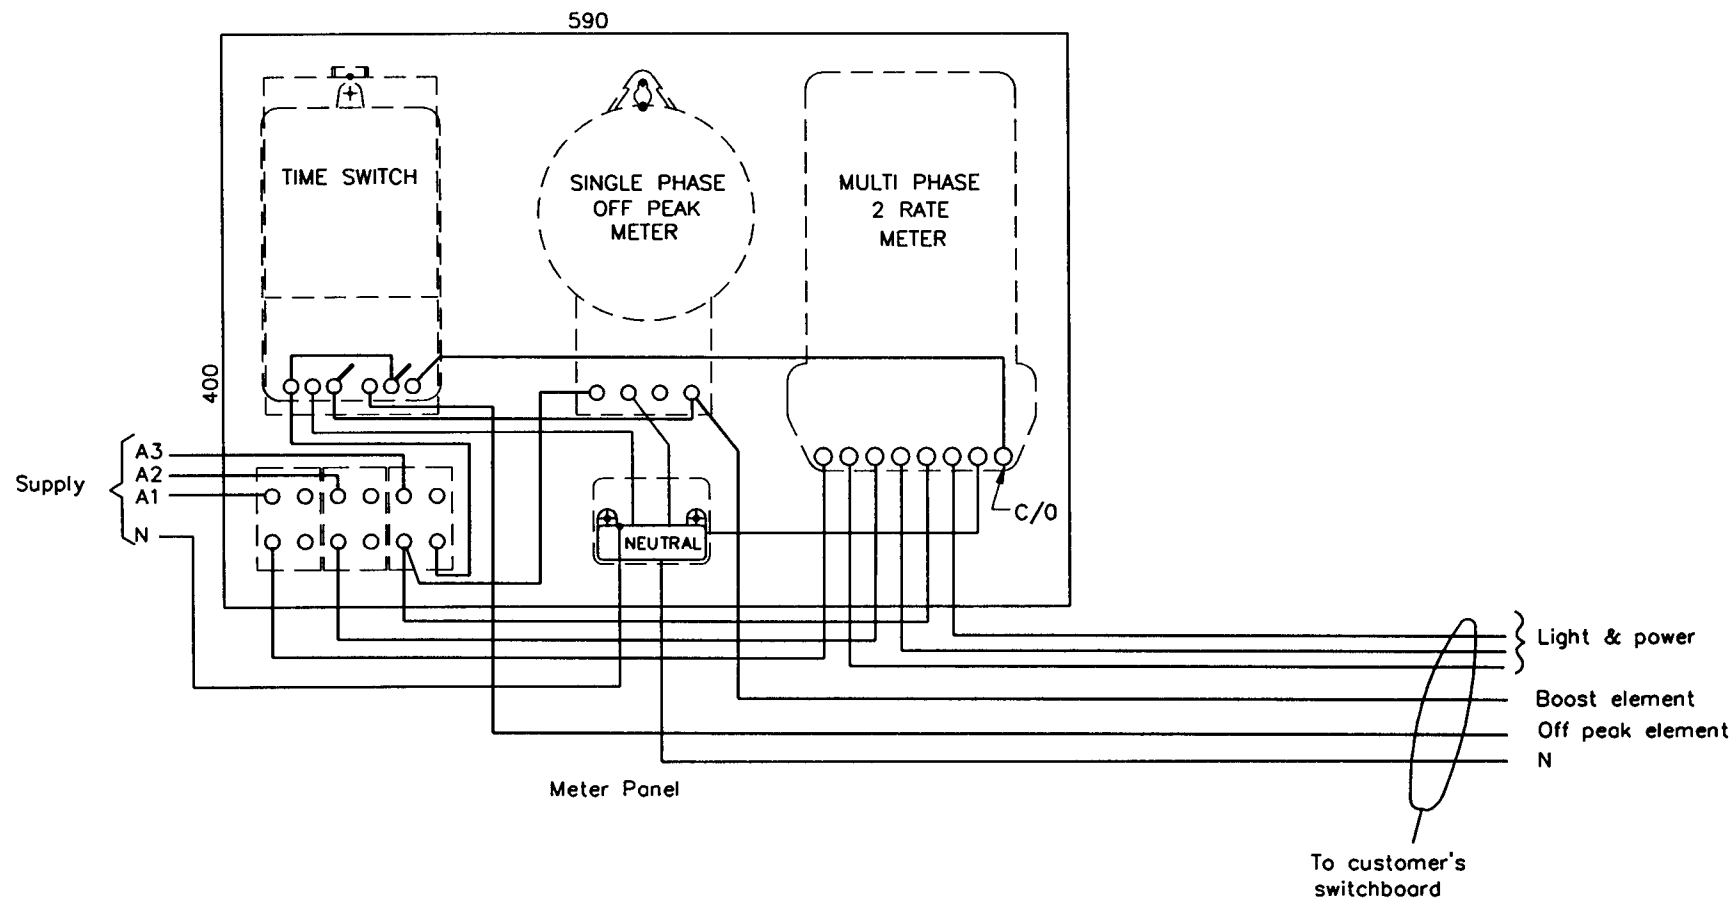 590
TIME SWITCH
SINGLE PHASE
OFF PEAK
METER
MULTI PHASE
2 RATE
METER
400
Supply
A3
A2
A1
N
NEUTRAL
C/O
Light & power
Boost element
Off peak element
N
Meter Panel
To customer's
switchboard